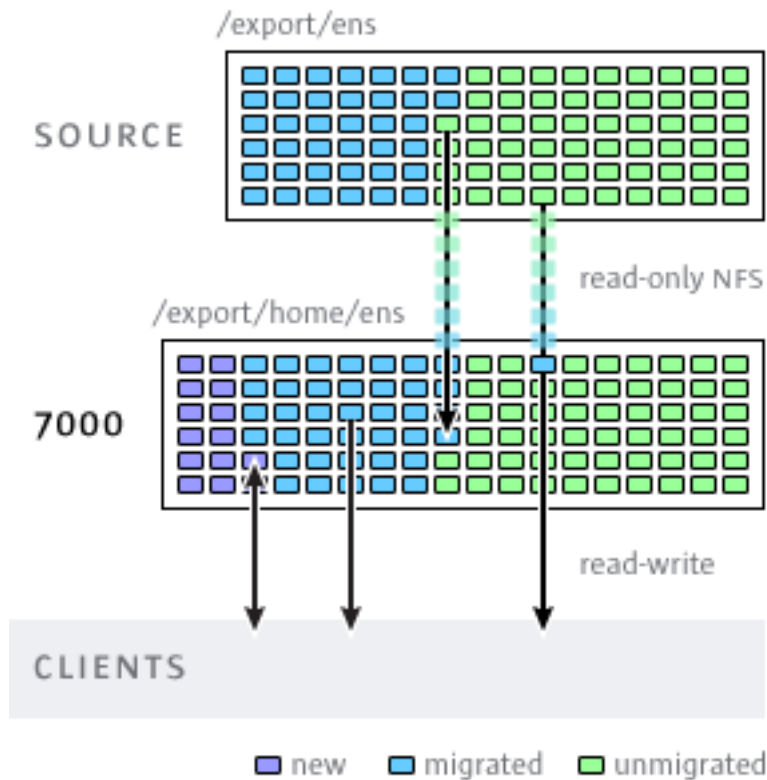 /export/ens
SOURCE
read-only NFS
/export/home/ens
7000
read-write
CLIENTS
new migrated unmigrated